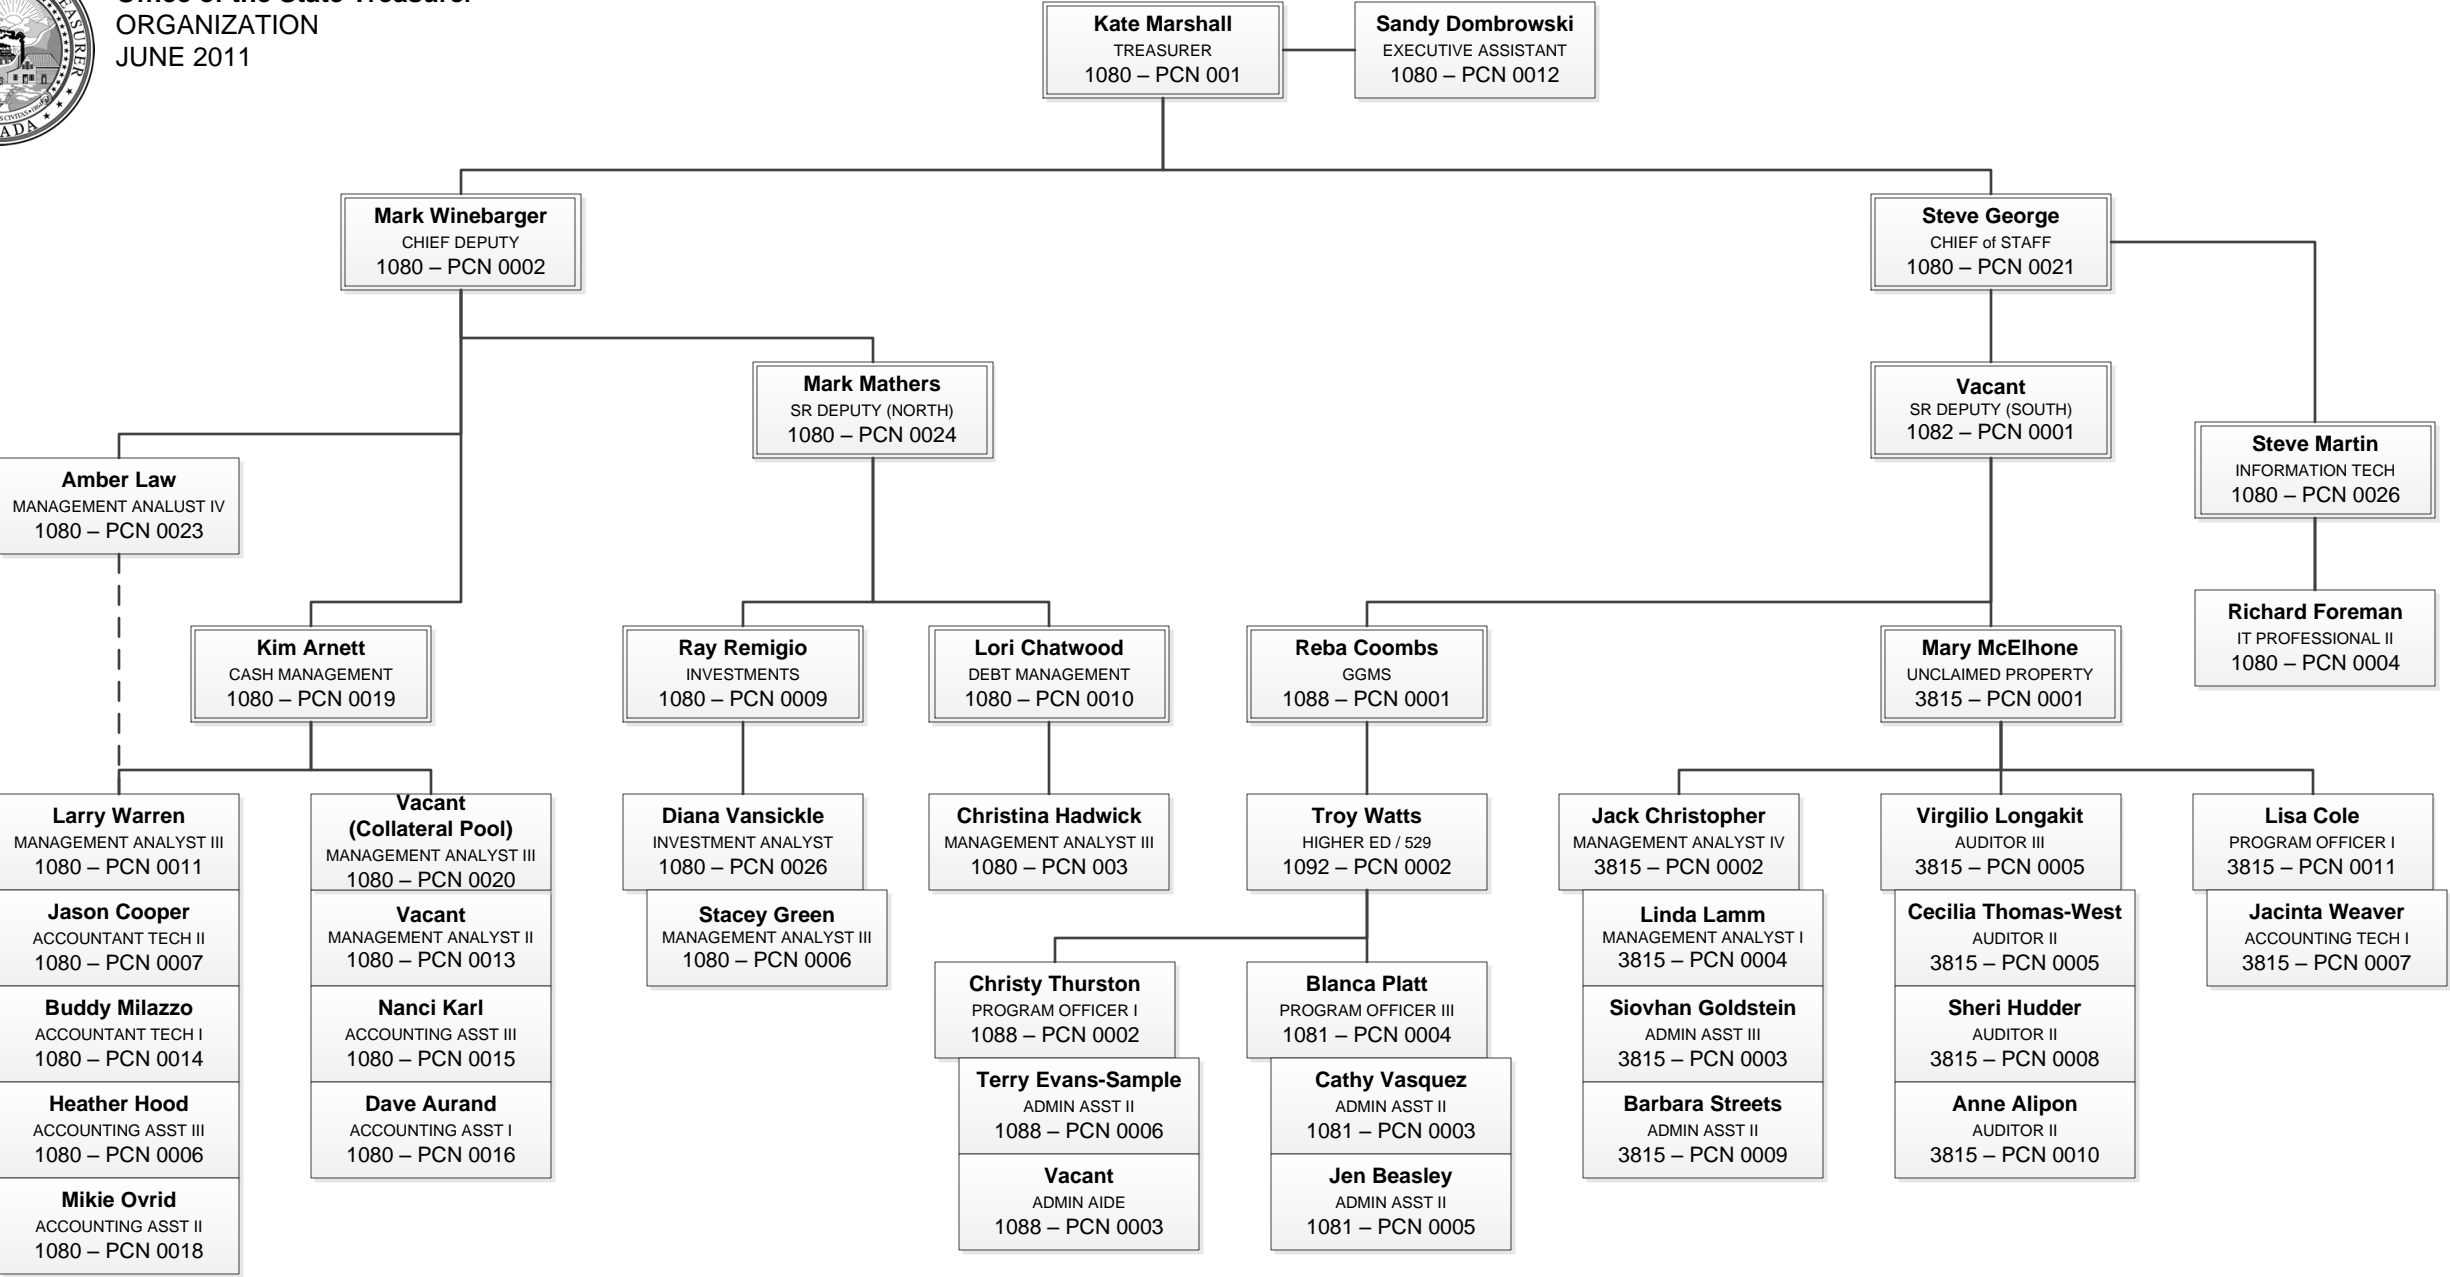 ORGANIZATION
JUNE 2011
Kate Marshall
TREASURER
1080 – PCN 001
Sandy Dombrowski
EXECUTIVE ASSISTANT
1080 – PCN 0012
Mark Winebarger
CHIEF DEPUTY
1080 – PCN 0002
Steve George
CHIEF of STAFF
1080 – PCN 0021
Mark Mathers
SR DEPUTY (NORTH)
1080 – PCN 0024
Vacant
SR DEPUTY (SOUTH)
1082 – PCN 0001
Steve Martin
INFORMATION TECH
1080 – PCN 0026
Amber Law
MANAGEMENT ANALUST IV
1080 – PCN 0023
Richard Foreman
IT PROFESSIONAL II
1080 – PCN 0004
Kim Arnett
CASH MANAGEMENT
1080 – PCN 0019
Ray Remigio
INVESTMENTS
1080 – PCN 0009
Lori Chatwood
DEBT MANAGEMENT
1080 – PCN 0010
Reba Coombs
GGMS
1088 – PCN 0001
Mary McElhone
UNCLAIMED PROPERTY
3815 – PCN 0001
Larry Warren
MANAGEMENT ANALYST III
1080 – PCN 0011
Jason Cooper
ACCOUNTANT TECH II
1080 – PCN 0007
Buddy Milazzo
ACCOUNTANT TECH I
1080 – PCN 0014
Heather Hood
ACCOUNTING ASST III
1080 – PCN 0006
Mikie Ovrid
ACCOUNTING ASST II
1080 – PCN 0018
Vacant
(Collateral Pool)
MANAGEMENT ANALYST III
1080 – PCN 0020
Vacant
MANAGEMENT ANALYST II
1080 – PCN 0013
Nanci Karl
ACCOUNTING ASST III
1080 – PCN 0015
Dave Aurand
ACCOUNTING ASST I
1080 – PCN 0016
Diana Vansickle
INVESTMENT ANALYST
1080 – PCN 0026
Stacey Green
MANAGEMENT ANALYST III
1080 – PCN 0006
Christina Hadwick
MANAGEMENT ANALYST III
1080 – PCN 003
Troy Watts
HIGHER ED / 529
1092 – PCN 0002
Christy Thurston
PROGRAM OFFICER I
1088 – PCN 0002
Terry Evans-Sample
ADMIN ASST II
1088 – PCN 0006
Vacant
ADMIN AIDE
1088 – PCN 0003
Blanca Platt
PROGRAM OFFICER III
1081 – PCN 0004
Cathy Vasquez
ADMIN ASST II
1081 – PCN 0003
Jen Beasley
ADMIN ASST II
1081 – PCN 0005
Jack Christopher
MANAGEMENT ANALYST IV
3815 – PCN 0002
Linda Lamm
MANAGEMENT ANALYST I
3815 – PCN 0004
Siovhan Goldstein
ADMIN ASST III
3815 – PCN 0003
Barbara Streets
ADMIN ASST II
3815 – PCN 0009
Virgilio Longakit
AUDITOR III
3815 – PCN 0005
Cecilia Thomas-West
AUDITOR II
3815 – PCN 0005
Sheri Hudder
AUDITOR II
3815 – PCN 0008
Anne Alipon
AUDITOR II
3815 – PCN 0010
Lisa Cole
PROGRAM OFFICER I
3815 – PCN 0011
Jacinta Weaver
ACCOUNTING TECH I
3815 – PCN 0007